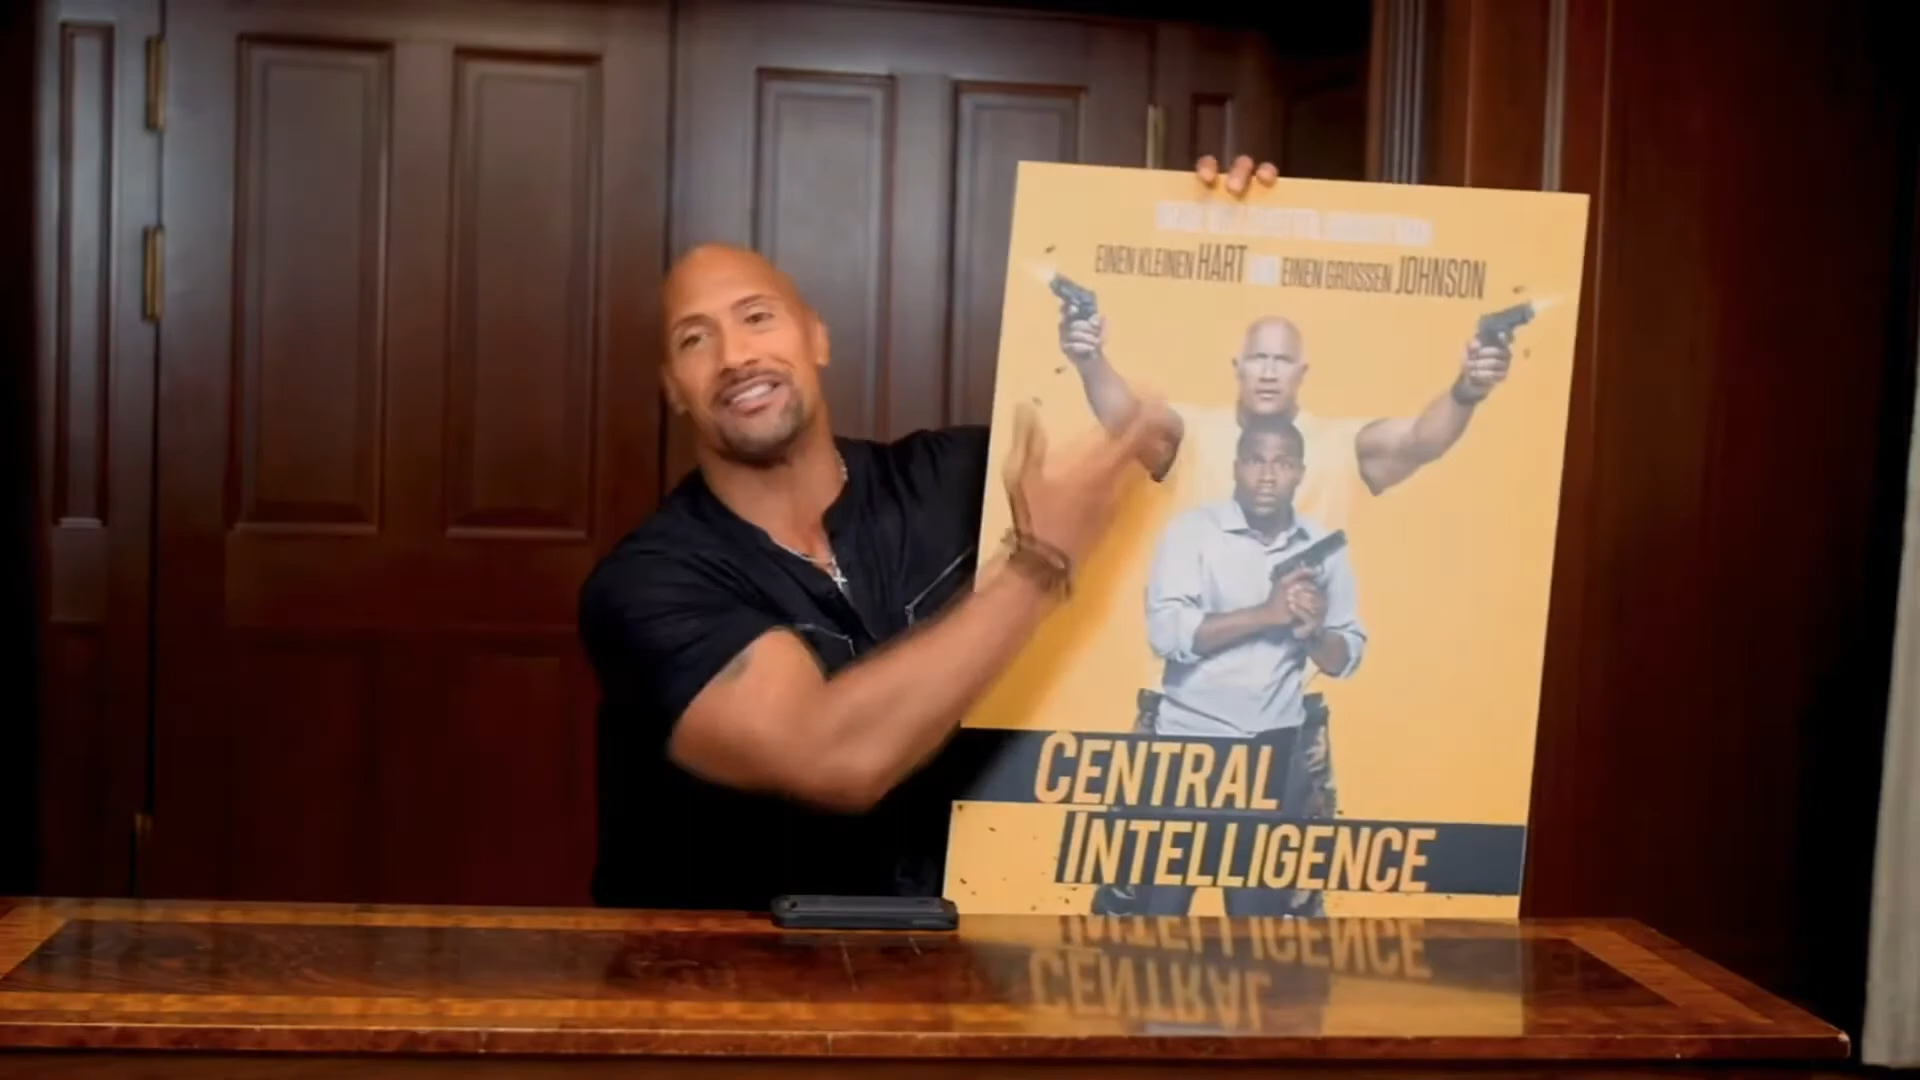 EINEN KLEINEN HART EINEN GROSSEN JOHNSON
CENTRAL
INTELLIGENCE